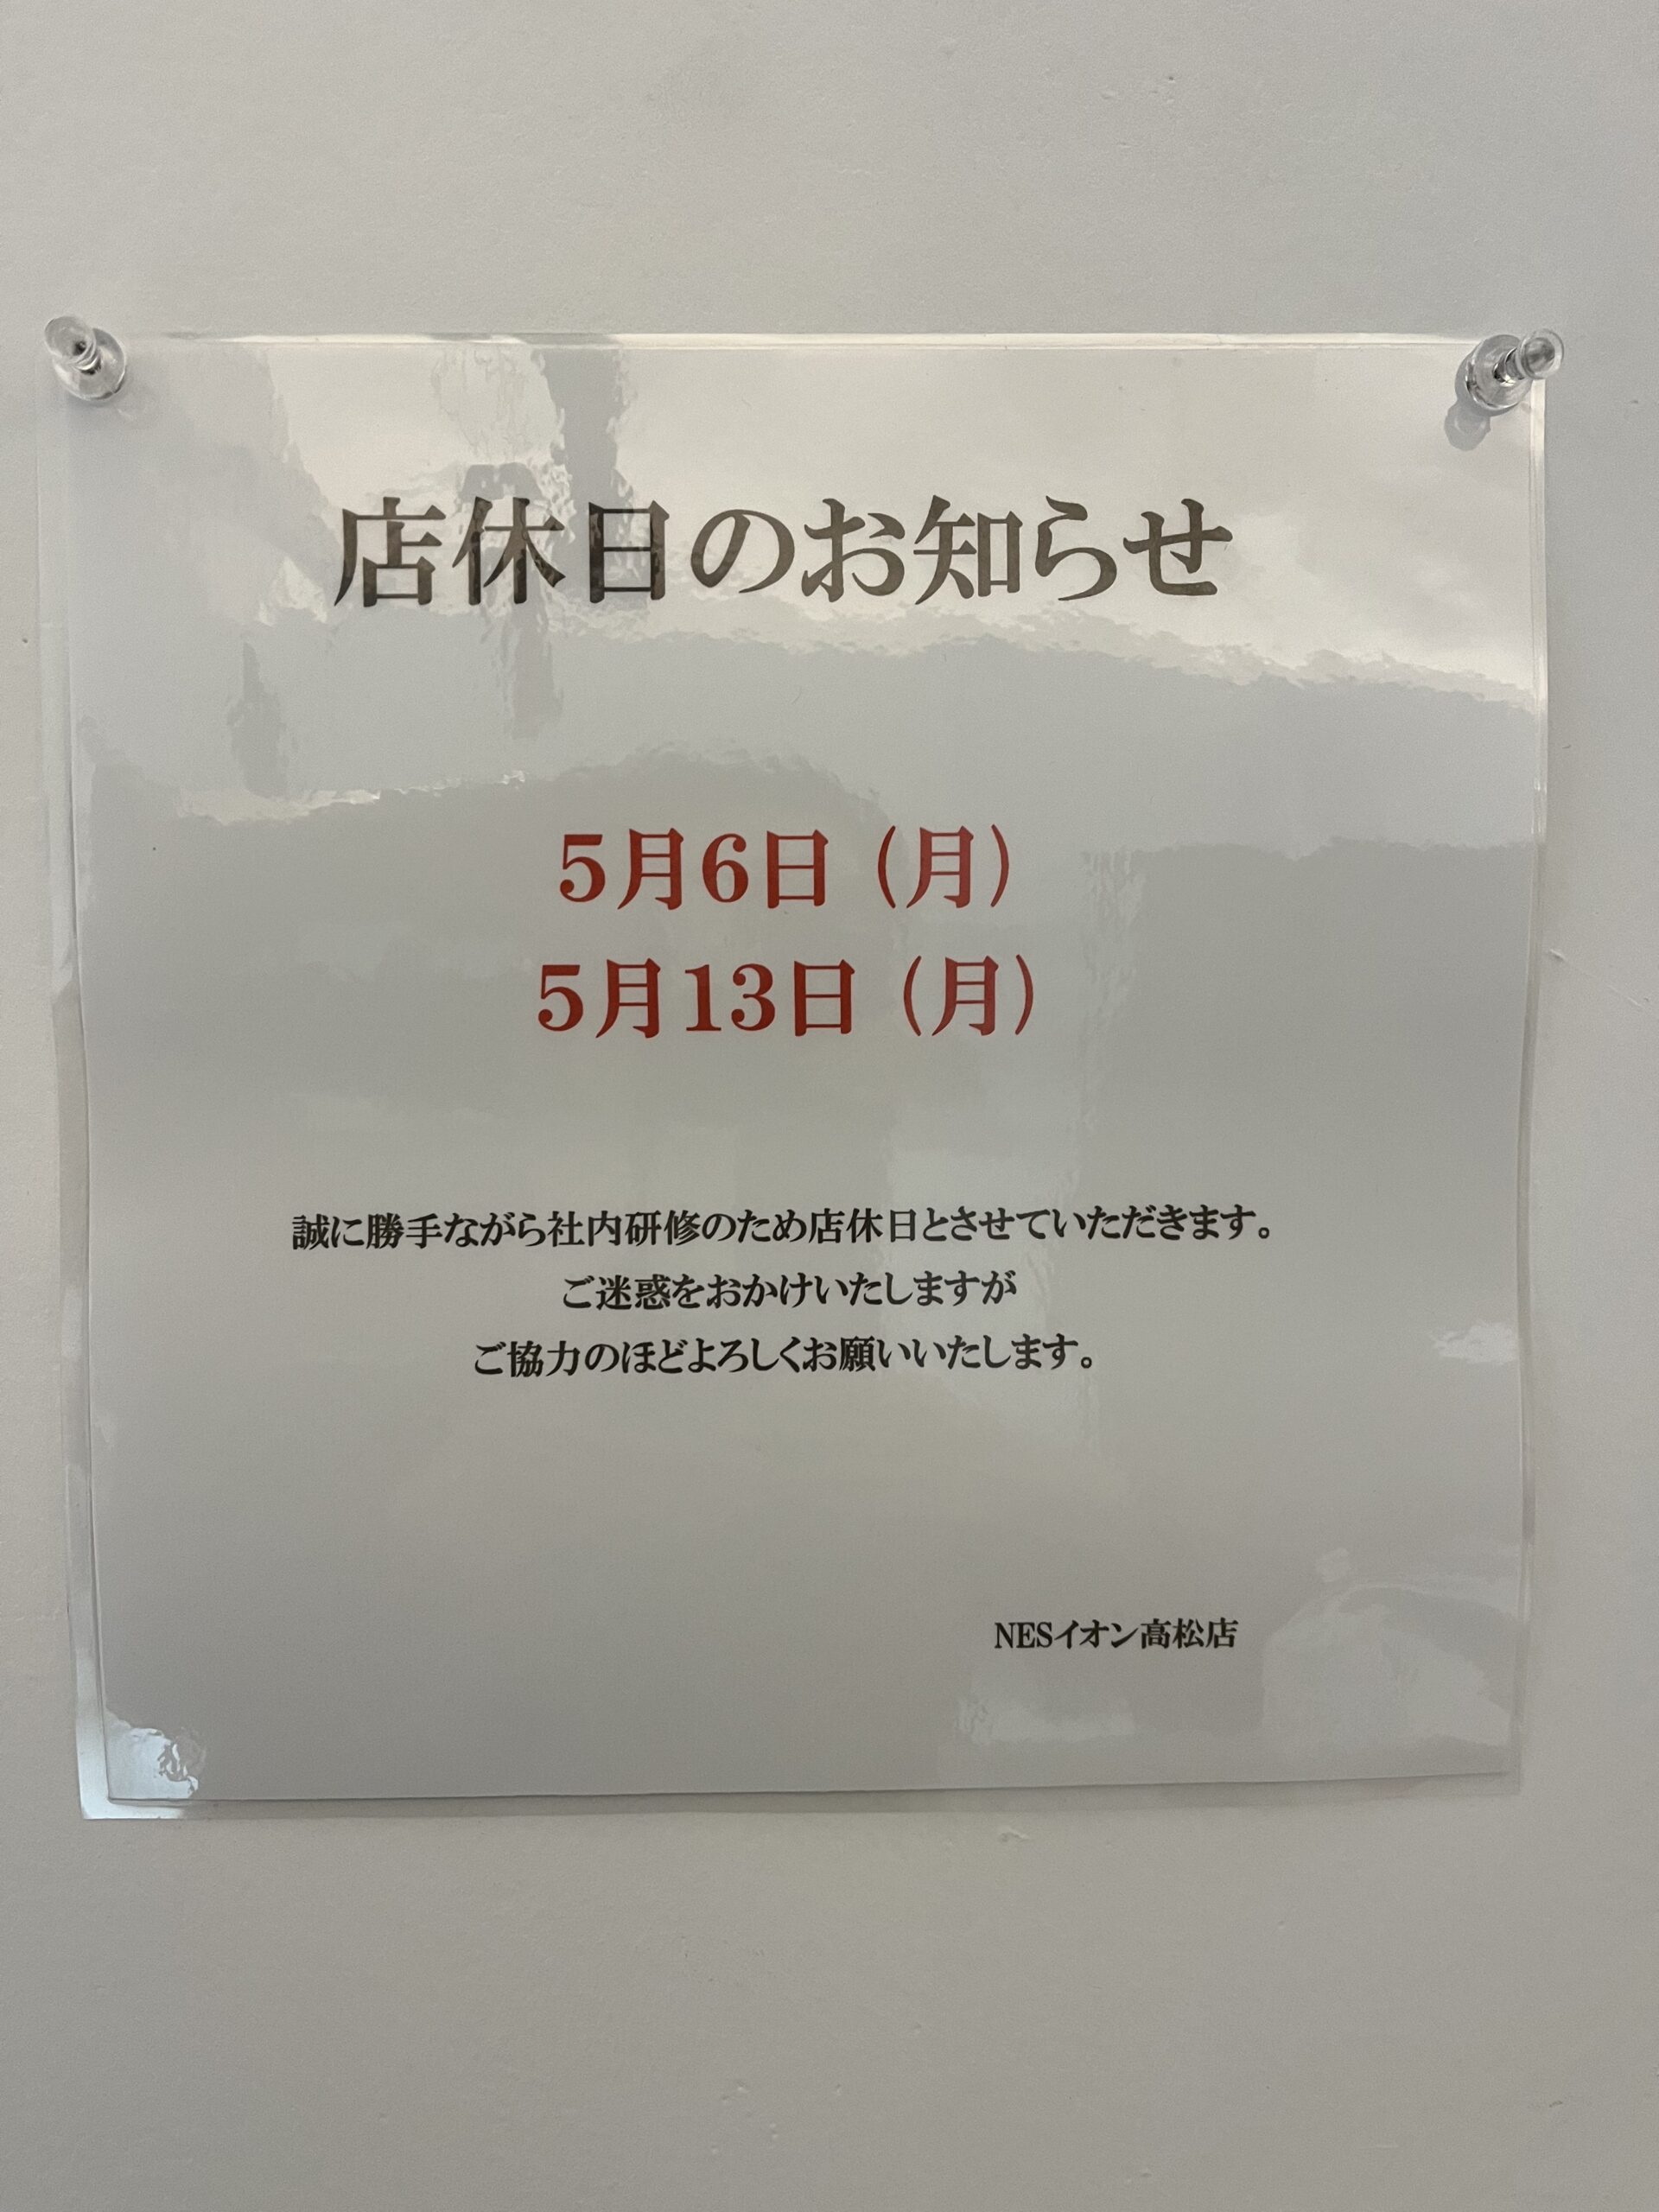 店休日のお知らせ
5月6日（月）
5月13日（月）
誠に勝手ながら社内研修のため店休日とさせていただきます。
ご迷惑をおかけいたしますが
ご協力のほどよろしくお願いいたします。
NESイオン高松店